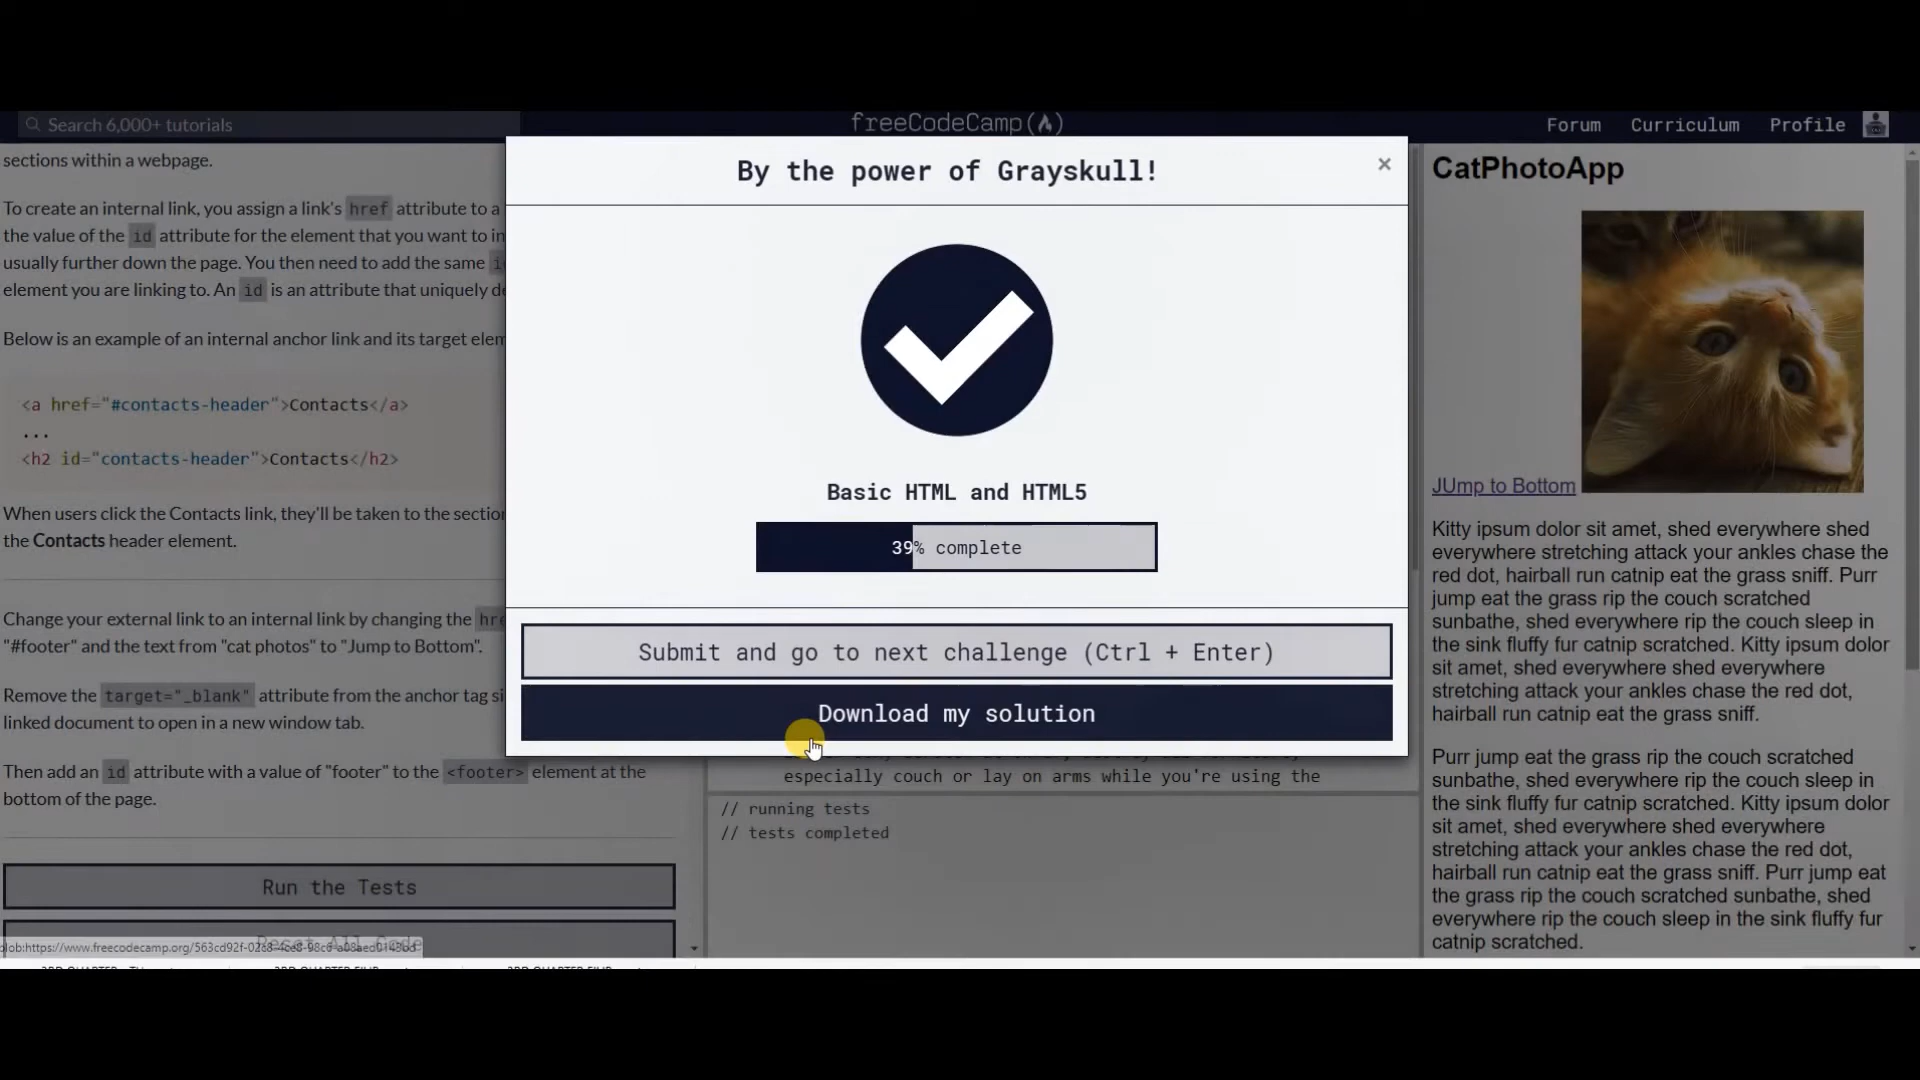 Search 6,000+ tutorials
freeCodeCamp
Forum
Curriculum
Profile
sections within a webpage.
To create an internal link, you assign a link's href attribute to a
the value of the id attribute for the element that you want to in
usually further down the page. You then need to add the same
element you are linking to. An id is an attribute that uniquely de
Below is an example of an internal anchor link and its target elem
<a href="#contacts-header">Contacts</a>
...
<h2 id="contacts-header">Contacts</h2>
When users click the Contacts link, they'll be taken to the section
the Contacts header element.
Change your external link to an internal link by changing the
"#footer" and the text from "cat photos" to "Jump to Bottom".
Remove the target="_blank" attribute from the anchor tag si
linked document to open in a new window tab.
Then add an id attribute with a value of "footer" to the <footer> element at the
bottom of the page.
Run the Tests
Reset All Code
By the power of Grayskull!
×
Basic HTML and HTML5
39% complete
Submit and go to next challenge (Ctrl + Enter)
Download my solution
especially couch or lay on arms while you're using the
// running tests
// tests completed
CatPhotoApp
JUmp to Bottom
Kitty ipsum dolor sit amet, shed everywhere shed
everywhere stretching attack your ankles chase the
red dot, hairball run catnip eat the grass sniff. Purr
jump eat the grass rip the couch scratched
sunbathe, shed everywhere rip the couch sleep in
the sink fluffy fur catnip scratched. Kitty ipsum dolor
sit amet, shed everywhere shed everywhere
stretching attack your ankles chase the red dot,
hairball run catnip eat the grass sniff.
Purr jump eat the grass rip the couch scratched
sunbathe, shed everywhere rip the couch sleep in
the sink fluffy fur catnip scratched. Kitty ipsum dolor
sit amet, shed everywhere shed everywhere
stretching attack your ankles chase the red dot,
hairball run catnip eat the grass sniff. Purr jump eat
the grass rip the couch scratched sunbathe, shed
everywhere rip the couch sleep in the sink fluffy fur
catnip scratched.